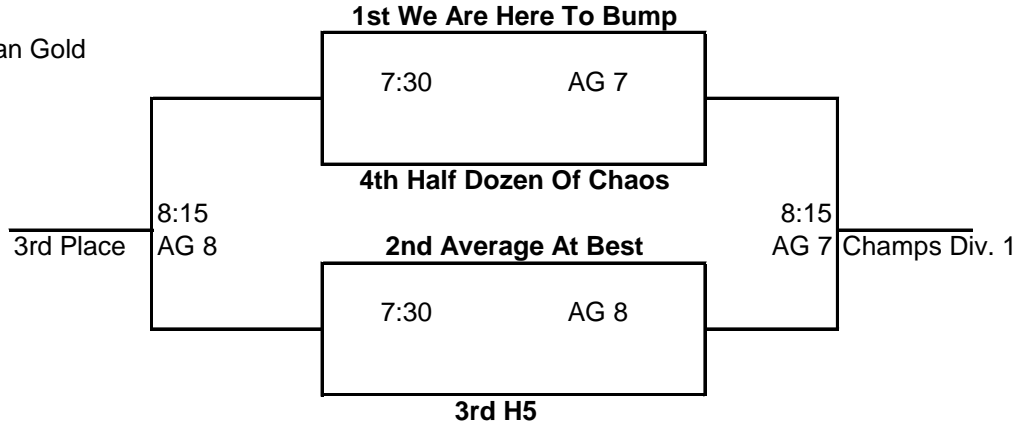 1st We Are Here To Bump
an Gold
7:30 AG 7
4th Half Dozen Of Chaos
8:15 8:15
3rd Place AG 8 2nd Average At Best AG 7 Champs Div. 1
7:30 AG 8
3rd H5